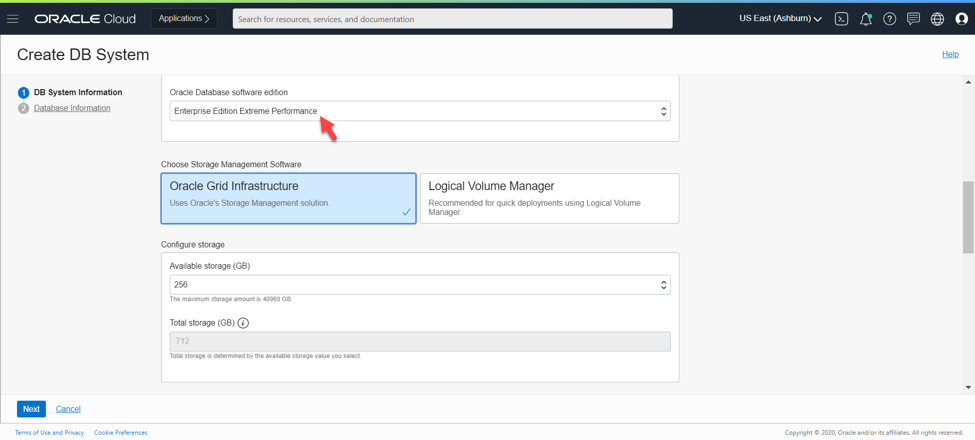 ORACLE Cloud
Applications
Search for resources, services, and documentation
US East (Ashburn)
Create DB System
Help
1 DB System Information
2 Database Information
Oracle Database software edition
Enterprise Edition Extreme Performance
Choose Storage Management Software
Oracle Grid Infrastructure
Uses Oracle's Storage Management solution.
Logical Volume Manager
Recommended for quick deployments using Logical Volume
Manager.
Configure storage
Available storage (GB)
256
The maximum storage amount is 40960 GB.
Total storage (GB)
712
Total storage is determined by the available storage value you select.
Next
Cancel
Terms of Use and Privacy
Cookie Preferences
Copyright © 2020, Oracle and/or its affiliates. All rights reserved.